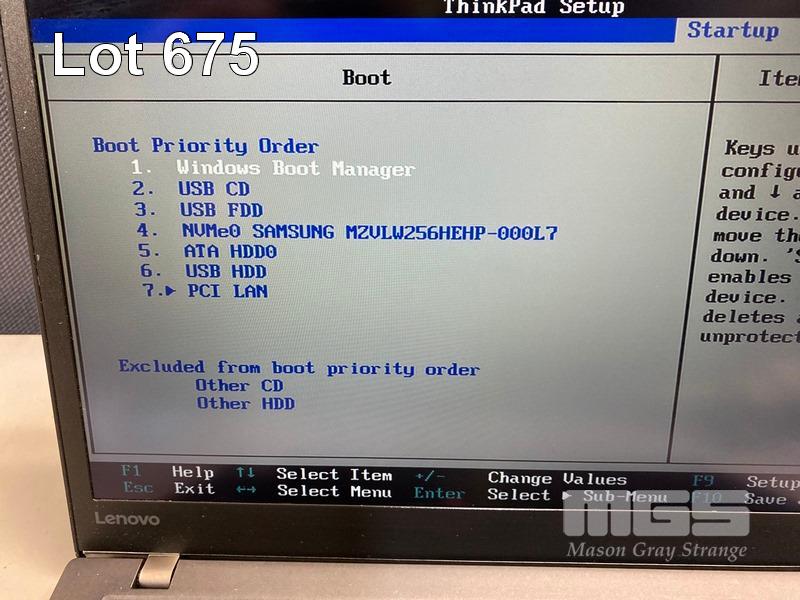 ThinkPad Setup
Lot 675
Startup
Boot
Boot Priority Order
1. Windows Boot Manager
2. USB CD
3. USB FDD
4. NVMe0 SAMSUNG MZVLW256HEHP-000L7
5. ATA HDD0
6. USB HDD
7.▸ PCI LAN
Excluded from boot priority order
Other CD
Other HDD
Keys
and ↓
device.
move
down.
enables
device.
deletes
F1 Help ↑↓ Select Item +/- Change Values F9 Setup
Esc Exit ↔ Select Menu Enter Select ▸ Sub-Menu F10 Save
Lenovo
MGS
Mason Gray Strange